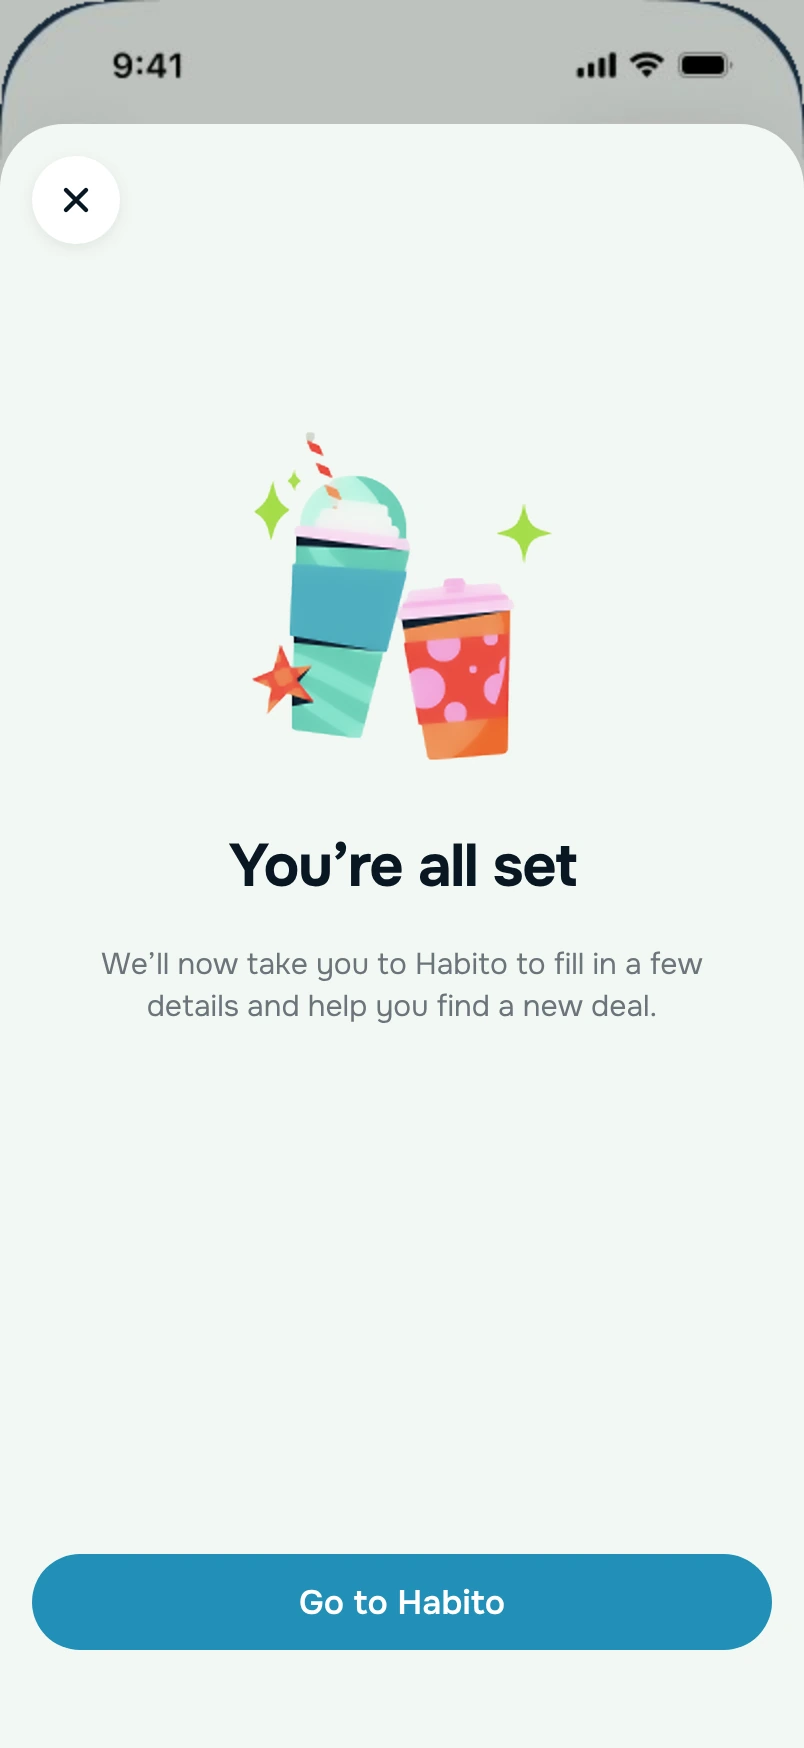 9:41
You’re all set
We’ll now take you to Habito to fill in a few
details and help you find a new deal.
Go to Habito